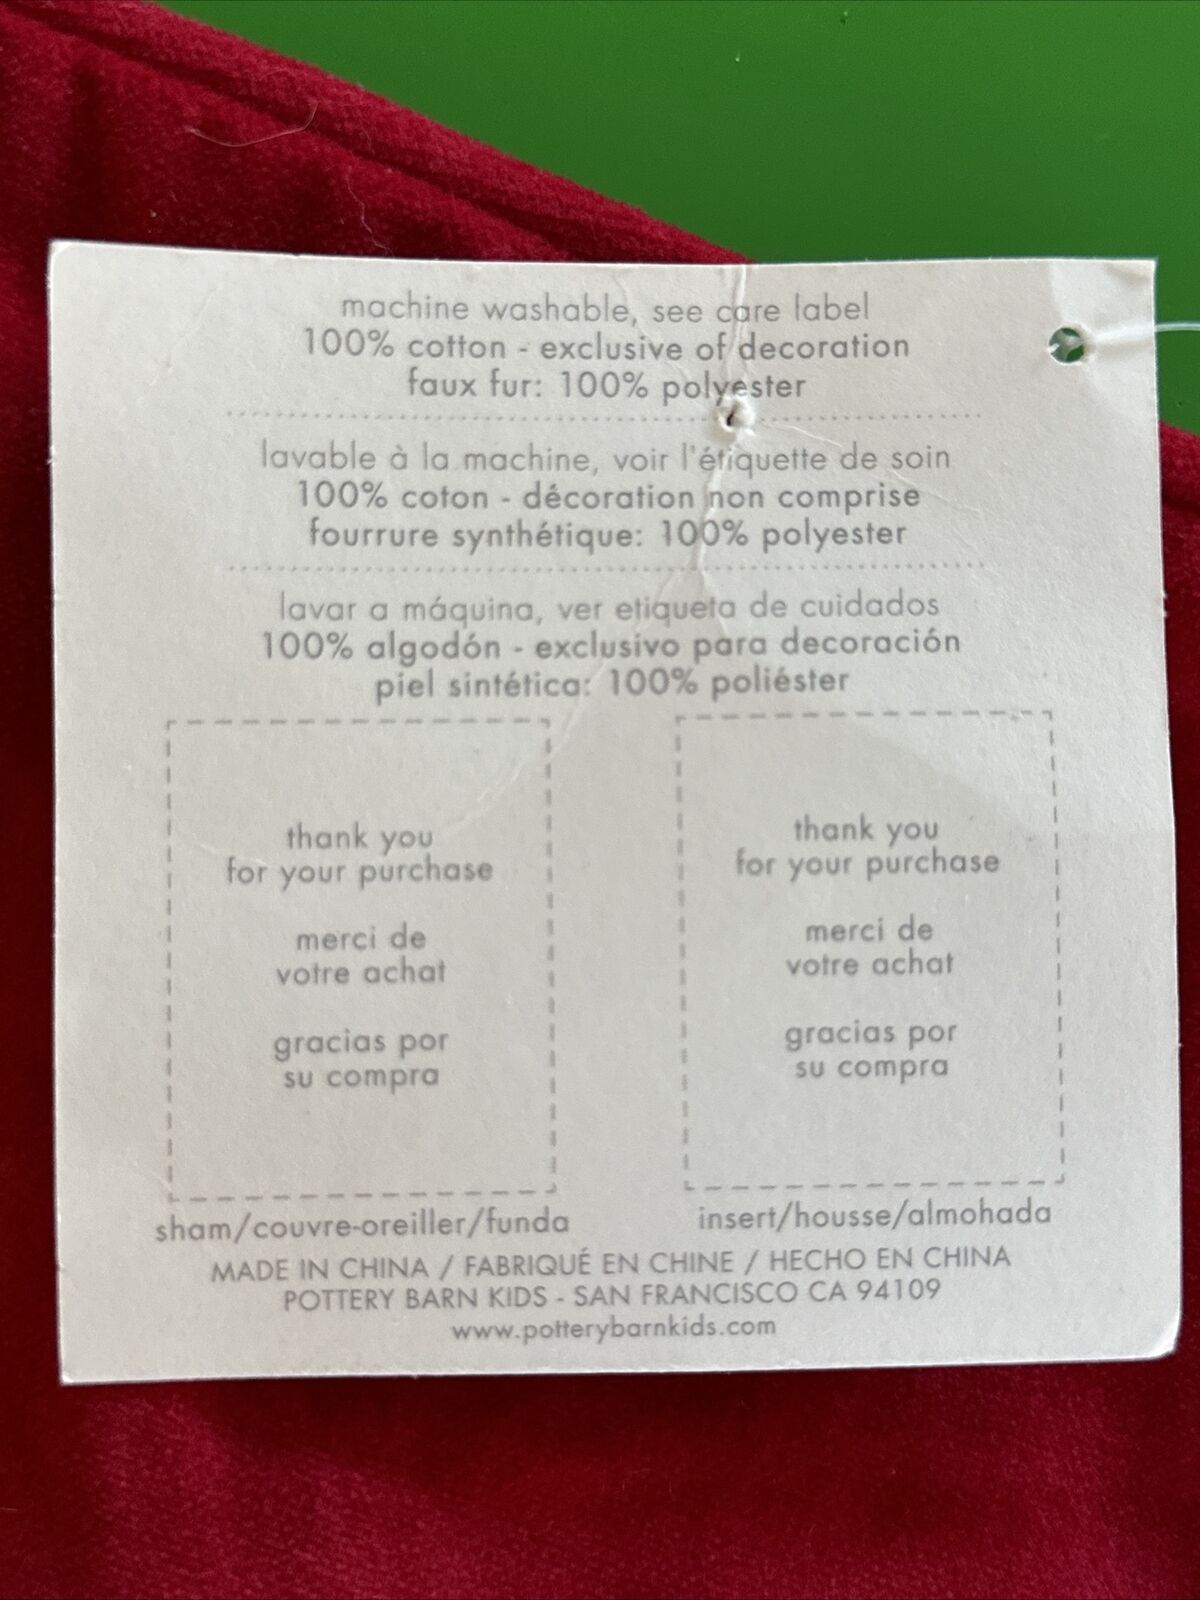 machine washable, see care label
100% cotton - exclusive of decoration
faux fur: 100% polyester
lavable à la machine, voir l'étiquette de soin
100% coton - décoration non comprise
fourrure synthétique: 100% polyester
lavar a máquina, ver etiqueta de cuidados
100% algodón - exclusivo para decoración
piel sintética: 100% poliéster
thank you
for your purchase
merci de
votre achat
gracias por
su compra
sham/couvre-oreiller/funda
thank you
for your purchase
merci de
votre achat
gracias por
su compra
insert/housse/almohada
MADE IN CHINA / FABRIQUÉ EN CHINE / HECHO EN CHINA
POTTERY BARN KIDS - SAN FRANCISCO CA 94109
www.potterybarnkids.com